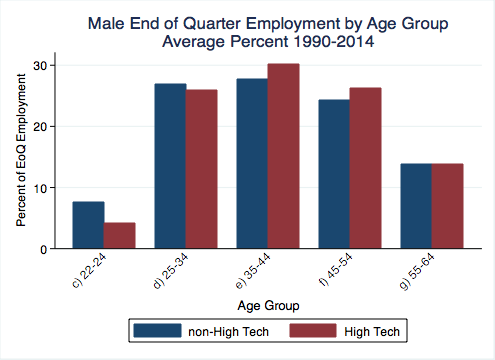 Male End of Quarter Employment by Age Group
Average Percent 1990-2014
Percent of EoQ Employment
30
20
10
0
c) 22-24
d) 25-34
e) 35-44
f) 45-54
g) 55-64
Age Group
non-High Tech
High Tech